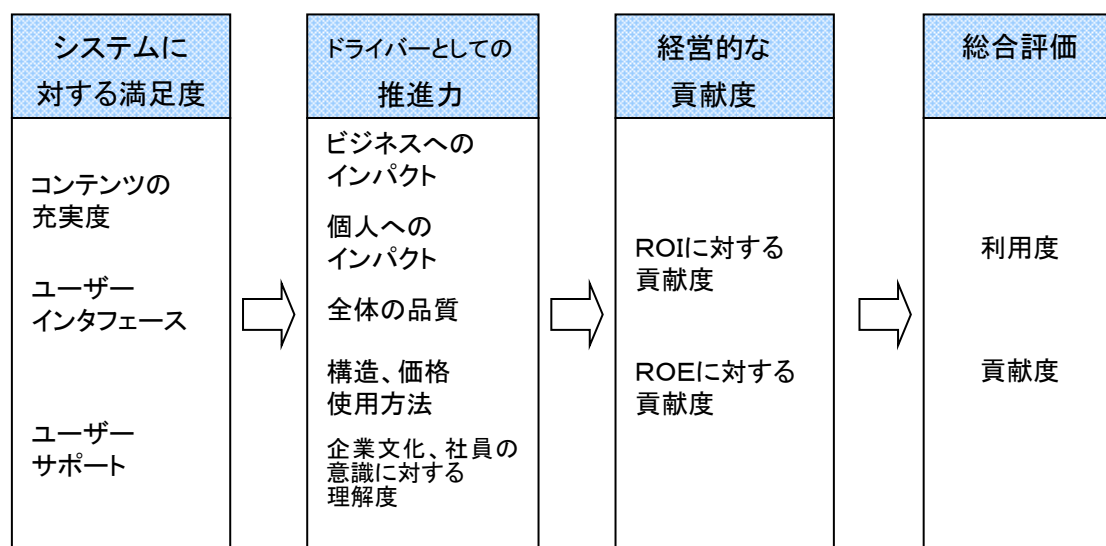 システムに
対する満足度
コンテンツの
充実度
ユーザー
インタフェース
ユーザー
サポート
ドライバーとしての
推進力
ビジネスへの
インパクト
個人への
インパクト
全体の品質
構造、価格
使用方法
企業文化、社員の
意識に対する
理解度
経営的な
貢献度
ROIに対する
貢献度
ROEに対する
貢献度
総合評価
利用度
貢献度